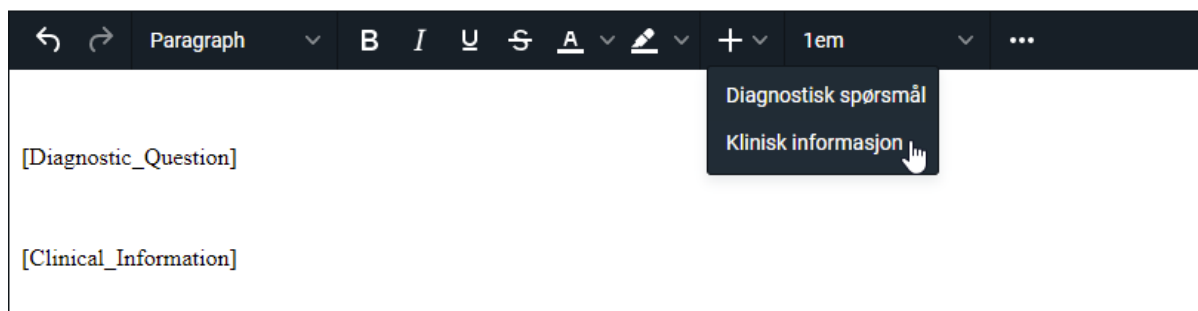 Paragraph B I U S A 1em
Diagnostisk spørsmål
Klinisk informasjon
[Diagnostic_Question]
[Clinical_Information]